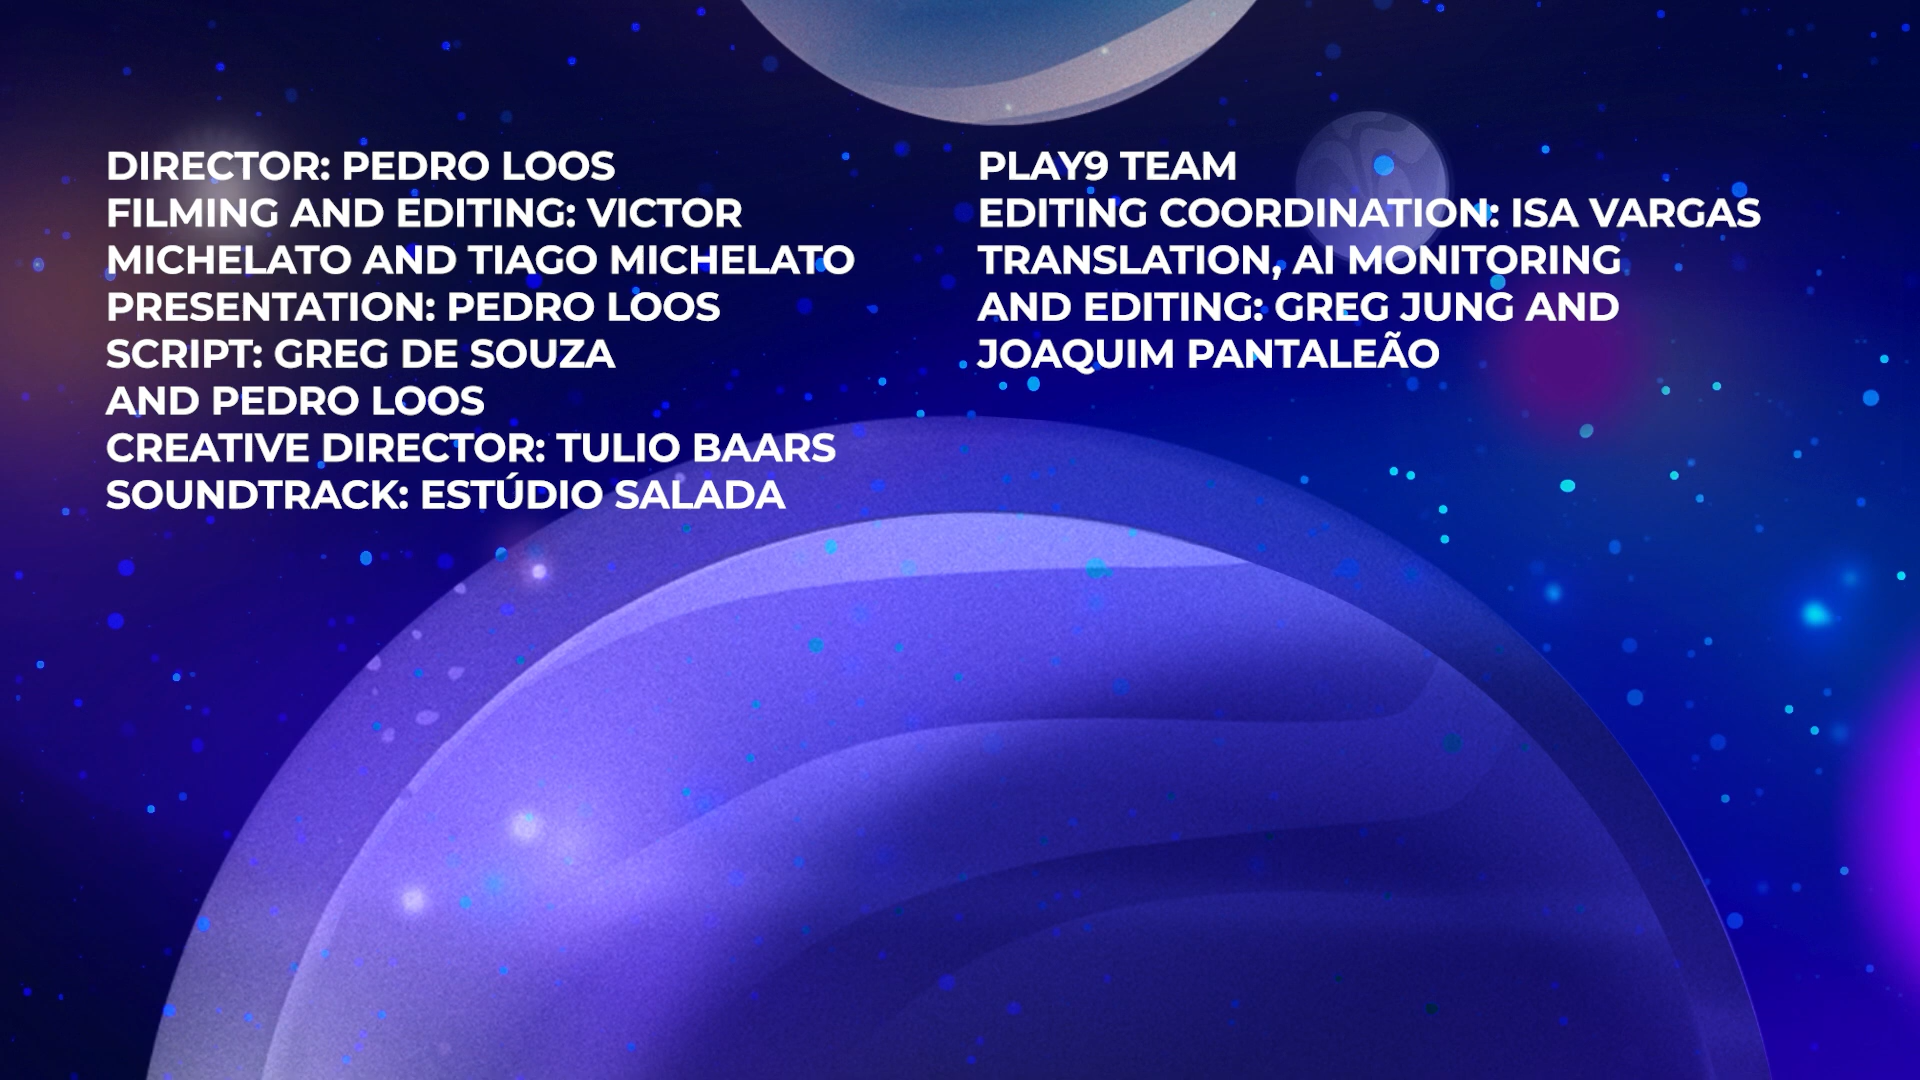 DIRECTOR: PEDRO LOOS
FILMING AND EDITING: VICTOR
MICHELATO AND TIAGO MICHELATO
PRESENTATION: PEDRO LOOS
SCRIPT: GREG DE SOUZA
AND PEDRO LOOS
CREATIVE DIRECTOR: TULIO BAARS
SOUNDTRACK: ESTÚDIO SALADA
PLAY9 TEAM
EDITING COORDINATION: ISA VARGAS
TRANSLATION, AI MONITORING
AND EDITING: GREG JUNG AND
JOAQUIM PANTALEÃO